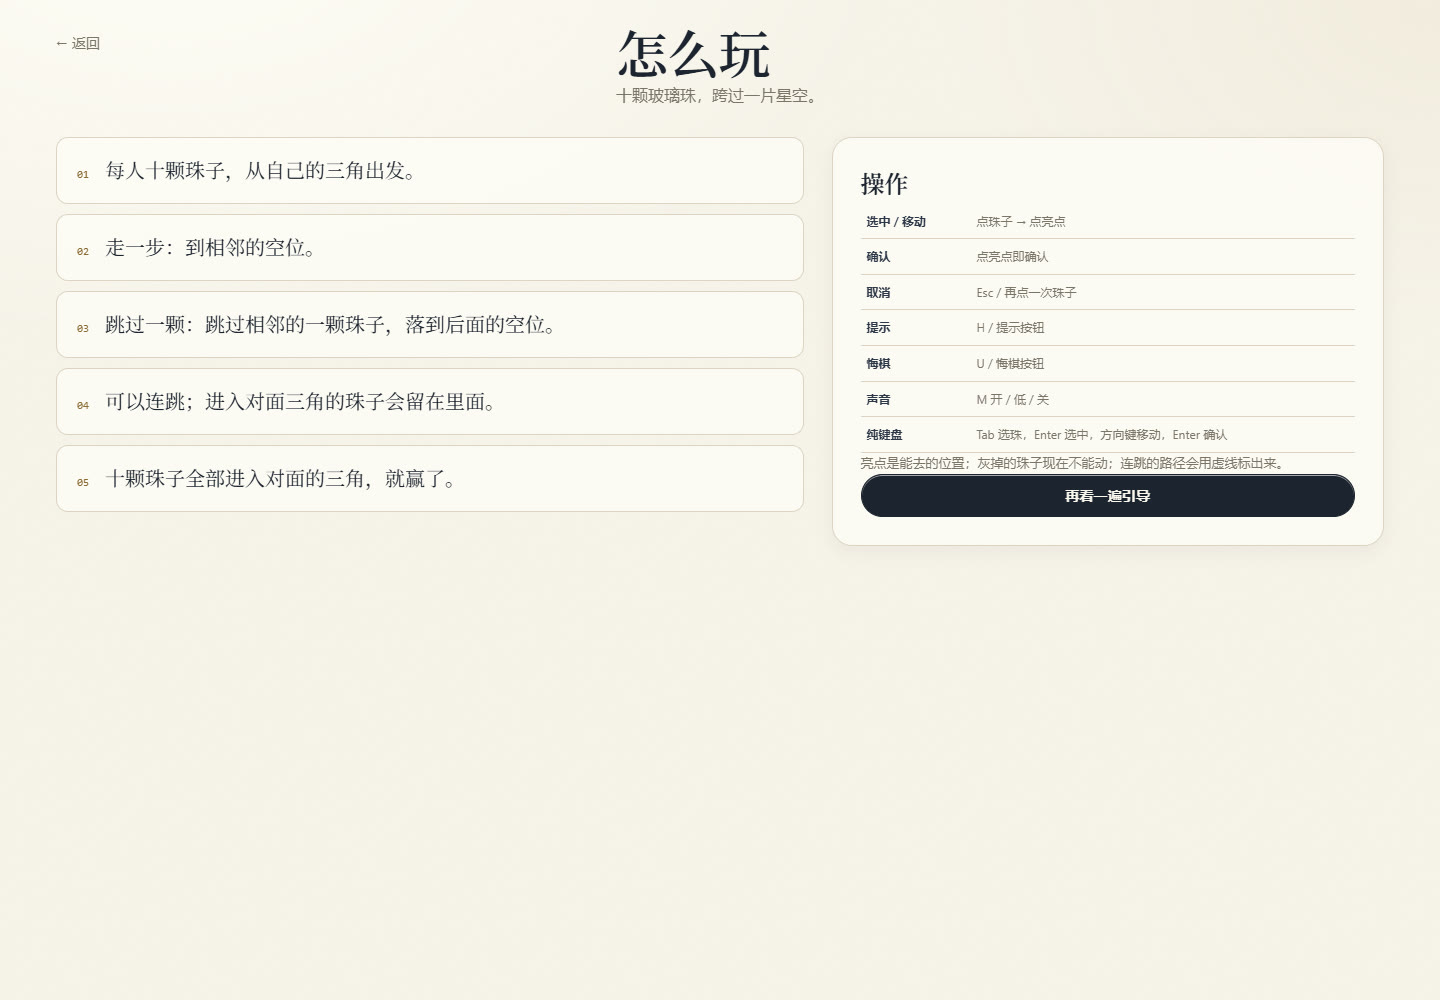 ← 返回
怎么玩
十颗玻璃珠，跨过一片星空。
01 每人十颗珠子，从自己的三角出发。
02 走一步：到相邻的空位。
03 跳过一颗：跳过相邻的一颗珠子，落到后面的空位。
04 可以连跳；进入对面三角的珠子会留在里面。
05 十颗珠子全部进入对面的三角，就赢了。
操作
选中 / 移动 点珠子 → 点亮点
确认 点亮点即确认
取消 Esc / 再点一次珠子
提示 H / 提示按钮
悔棋 U / 悔棋按钮
声音 M 开 / 低 / 关
纯键盘 Tab 选珠，Enter 选中，方向键移动，Enter 确认
亮点是能去的位置；灰掉的珠子现在不能动；连跳的路径会用虚线标出来。
再看一遍引导